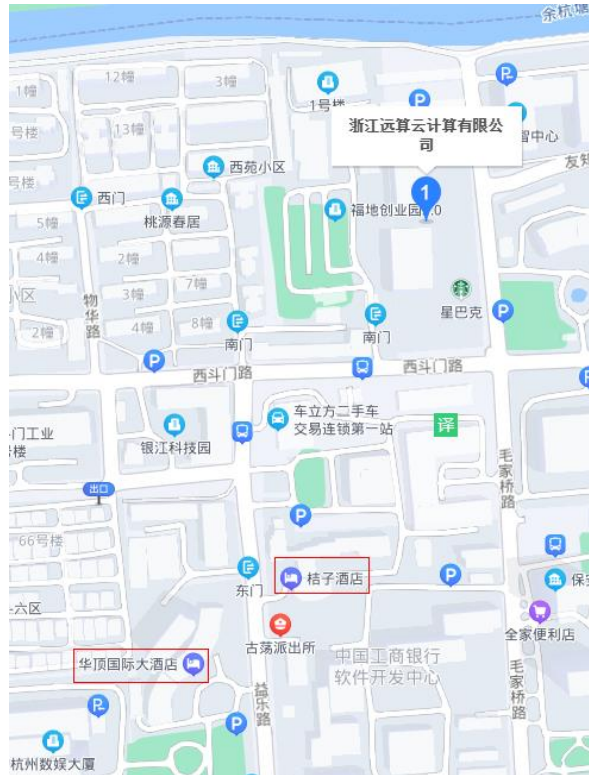 余杭塘
12幢
3幢
1幢
1号楼
P
浙江远算云计算有限公
司
13幢
号楼
智中心
西苑小区
友知
号楼
西门
1
桃源春居
福地创业园
.0
5幢
4幢
2幢
物华路
7幢
3幢
小区
星巴克
4幢
8幢
2幢
南门
南门
P
P
西斗门路
西斗门路
车立方二手车
交易连锁第一站
译
门工业
楼
银江科技园
毛家桥路
出口
P
66号楼
桔子酒店
P
东门
保
六区
全家便利店
古荡派出所
中国工商银行
软件开发中心
华顶国际大酒店
益乐路
毛家桥路
P
P
P
杭州数娱大厦